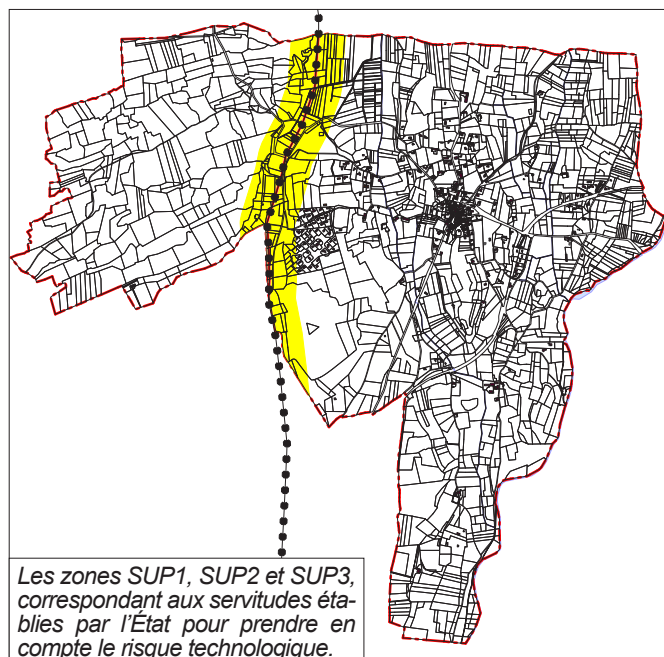 Les zones SUP1, SUP2 et SUP3,
correspondant aux servitudes éta-
blies par l'État pour prendre en
compte le risque technologique.